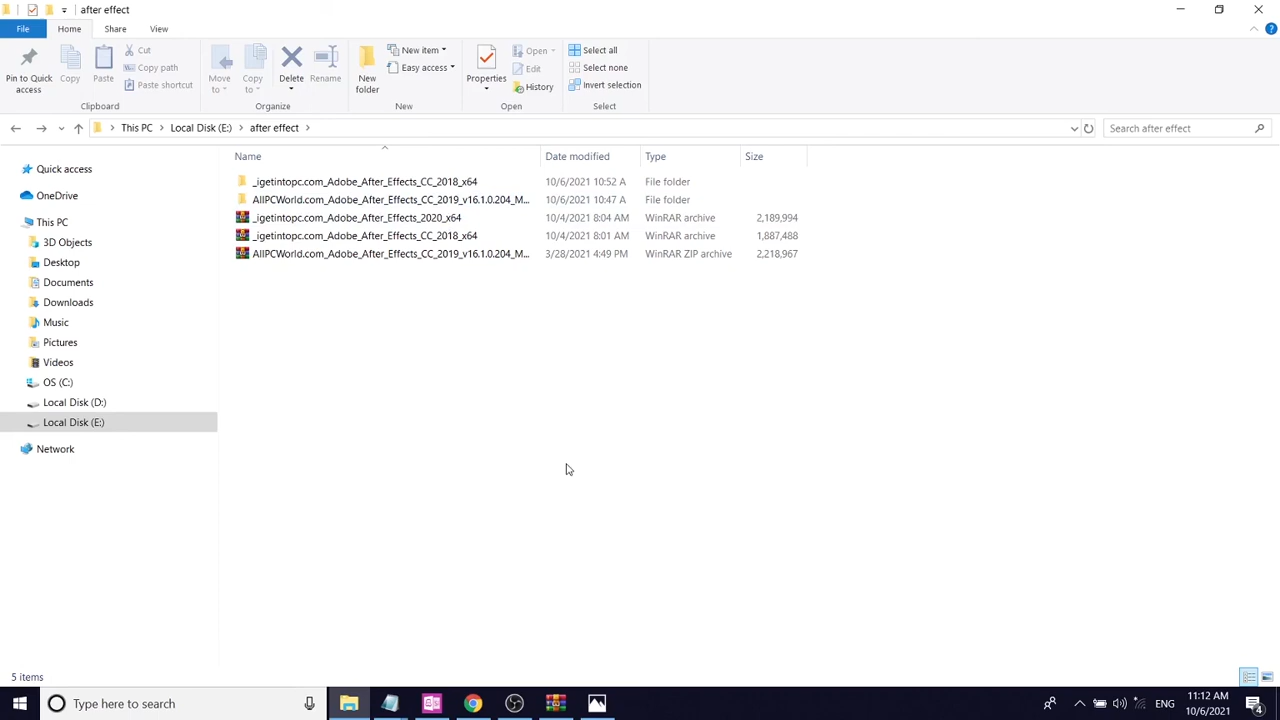 after effect
File Home Share View
Pin to Quick access
Copy
Paste
Cut
Copy path
Paste shortcut
Clipboard
Move to
Copy to
Delete
Rename
Organize
New folder
New item
Easy access
New
Properties
Open
Edit
History
Open
Select all
Select none
Invert selection
Select
This PC Local Disk (E:) after effect
Search after effect
Name Date modified Type Size
_igetintopc.com_Adobe_After_Effects_CC_2018_x64 10/6/2021 10:52 A File folder
AllPCWorld.com_Adobe_After_Effects_CC_2019_v16.1.0.204_M... 10/6/2021 10:47 A File folder
_igetintopc.com_Adobe_After_Effects_2020_x64 10/4/2021 8:04 AM WinRAR archive 2,189,994
_igetintopc.com_Adobe_After_Effects_CC_2018_x64 10/4/2021 8:01 AM WinRAR archive 1,887,488
AllPCWorld.com_Adobe_After_Effects_CC_2019_v16.1.0.204_M... 3/28/2021 4:49 PM WinRAR ZIP archive 2,218,967
Quick access
OneDrive
This PC
3D Objects
Desktop
Documents
Downloads
Music
Pictures
Videos
OS (C:)
Local Disk (D:)
Local Disk (E:)
Network
5 items
Type here to search
ENG
11:12 AM
10/6/2021
4